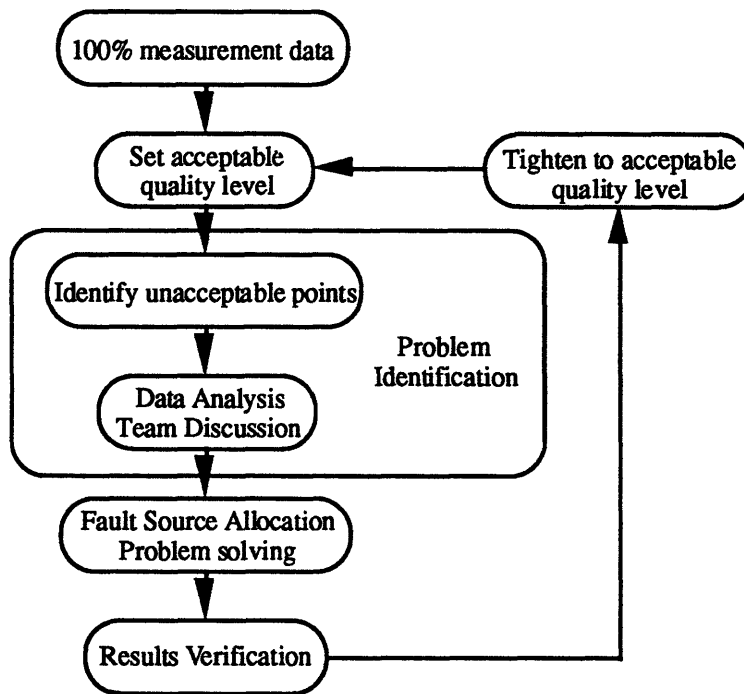 100% measurement data
Set acceptable
quality level
Tighten to acceptable
quality level
Identify unacceptable points
Problem
Identification
Data Analysis
Team Discussion
Fault Source Allocation
Problem solving
Results Verification